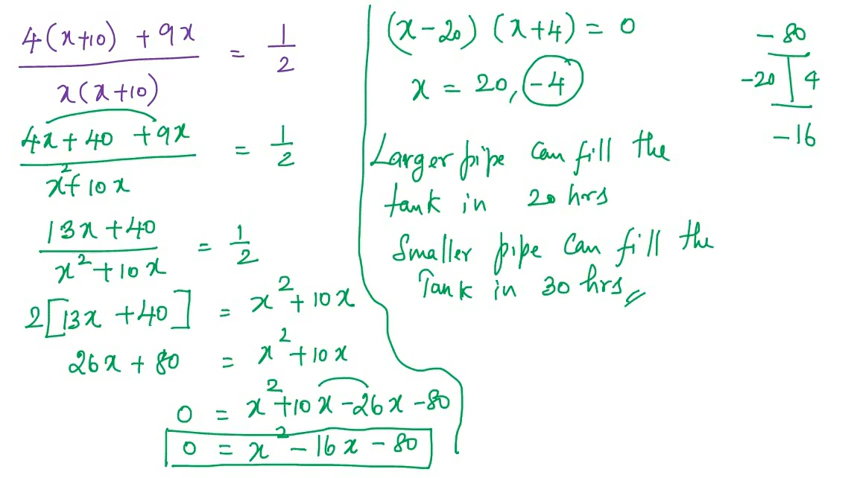 4(x+10) + 9x / x(x+10) = 1/2
4x + 40 + 9x / x² + 10x = 1/2
13x + 40 / x² + 10x = 1/2
2[13x + 40] = x² + 10x
26x + 80 = x² + 10x
0 = x² + 10x - 26x - 80
0 = x² - 16x - 80
(x-20) (x+4) = 0
x = 20, -4
Larger pipe can fill the
tank in 20 hrs
Smaller pipe can fill the
Tank in 30 hrs
-80
-20 | 4
-16